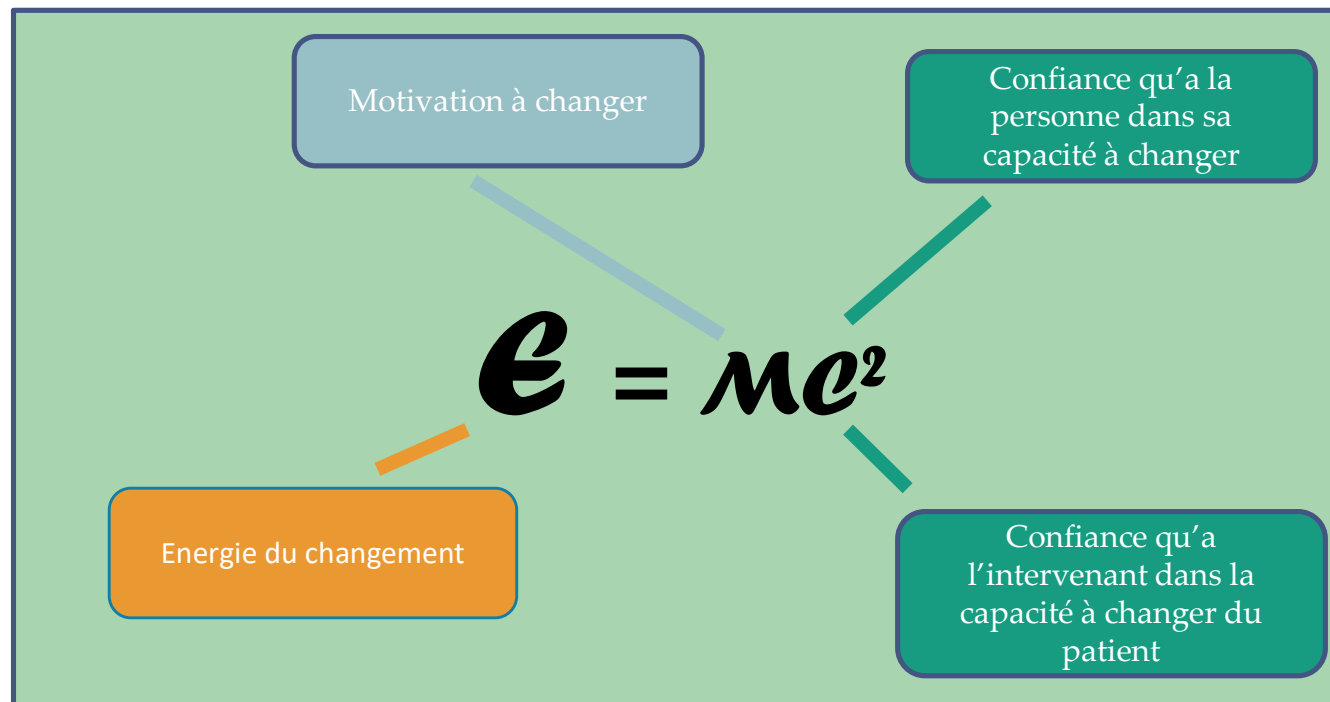 Motivation à changer
Confiance qu’a la
personne dans sa
capacité à changer
E = MC²
Energie du changement
Confiance qu’a
l’intervenant dans la
capacité à changer du
patient